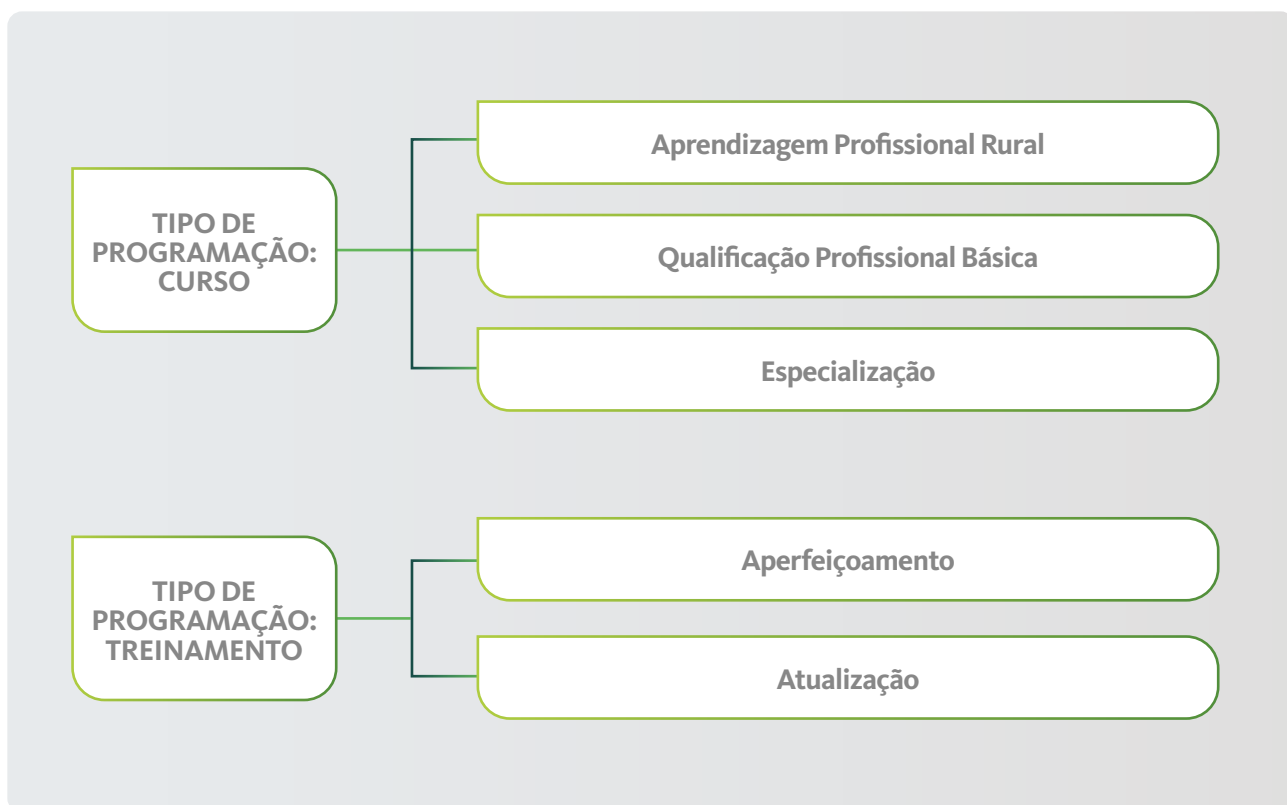 TIPO DE
PROGRAMAÇÃO:
CURSO
Aprendizagem Profissional Rural
Qualificação Profissional Básica
Especialização
TIPO DE
PROGRAMAÇÃO:
TREINAMENTO
Aperfeiçoamento
Atualização